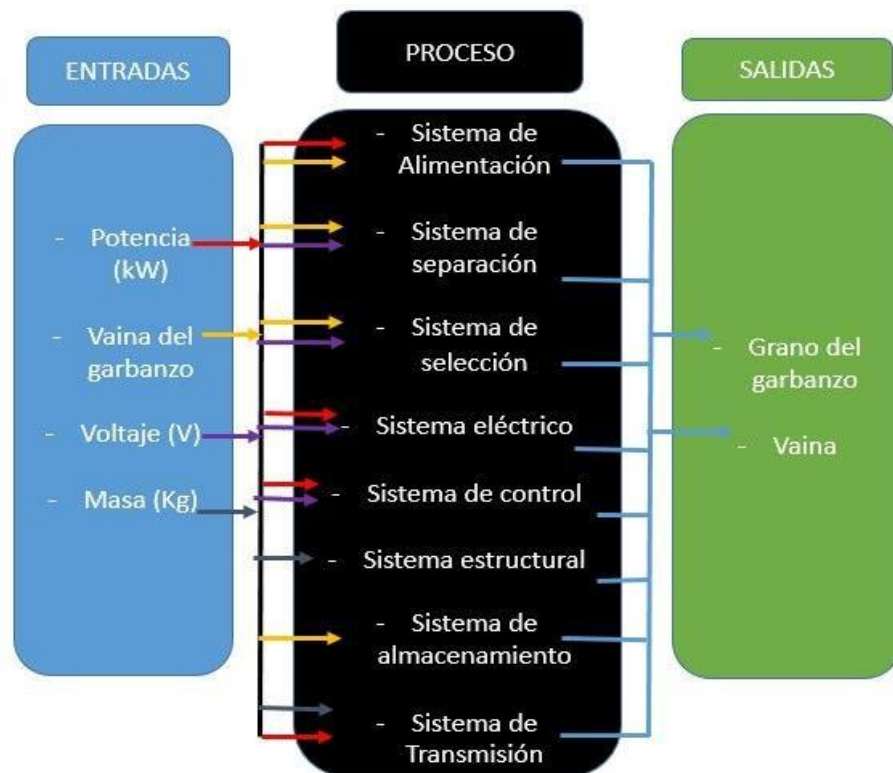 ENTRADAS
- Potencia
(kW)
- Vaina del
garbanzo
- Voltaje (V)
- Masa (Kg)
PROCESO
- Sistema de
Alimentación
- Sistema de
separación
- Sistema de
selección
- Sistema eléctrico
- Sistema de control
- Sistema estructural
- Sistema de
almacenamiento
- Sistema de
Transmisión
SALIDAS
- Grano del
garbanzo
- Vaina